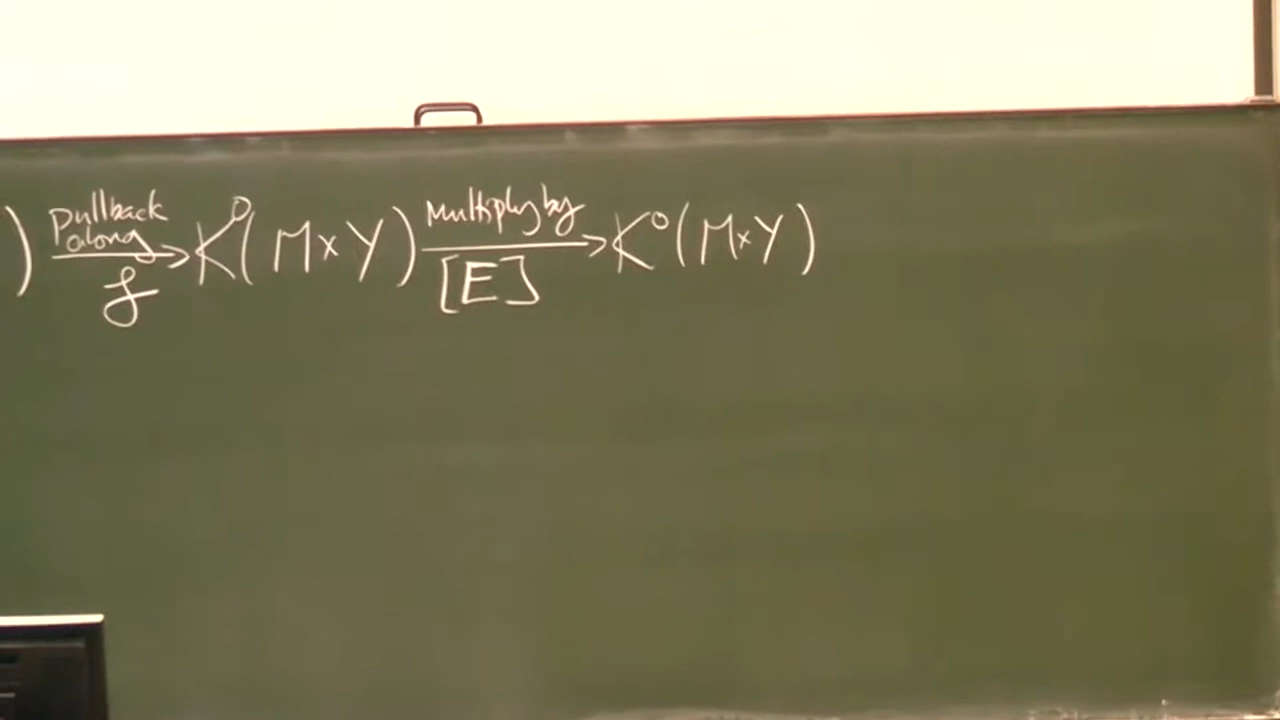 ) Pullback along f → K⁰(M×Y) Multiply by [E] → K⁰(M×Y)